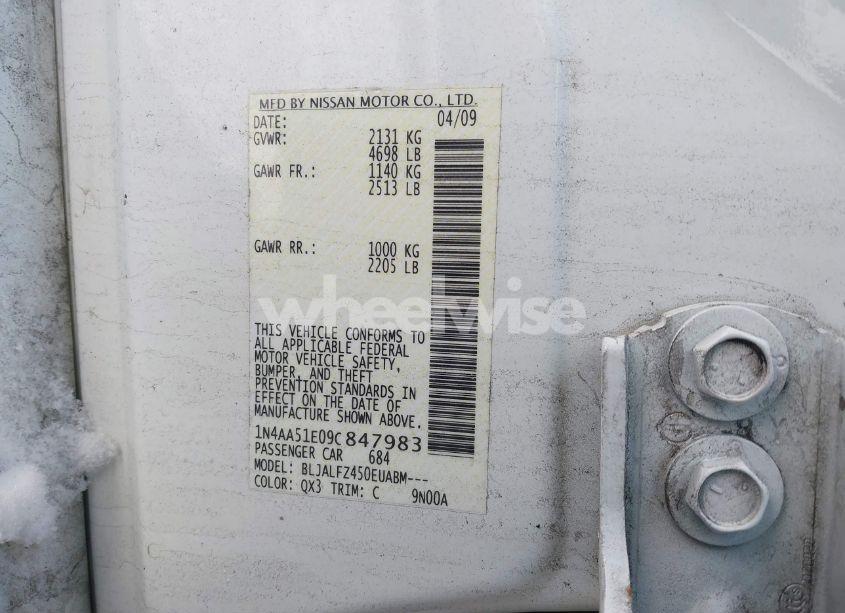 MFD BY NISSAN MOTOR CO., LTD.
DATE: 04/09
GVWR: 2131 KG
4698 LB
GAWR FR.: 1140 KG
2513 LB
GAWR RR.: 1000 KG
2205 LB
wheelwise
THIS VEHICLE CONFORMS TO
ALL APPLICABLE FEDERAL
MOTOR VEHICLE SAFETY,
BUMPER, AND THEFT
PREVENTION STANDARDS IN
EFFECT ON THE DATE OF
MANUFACTURE SHOWN ABOVE.
1N4AA51E09C847983
PASSENGER CAR 684
MODEL: BLJALFZ450EUABM---
COLOR: QX3 TRIM: C 9N00A